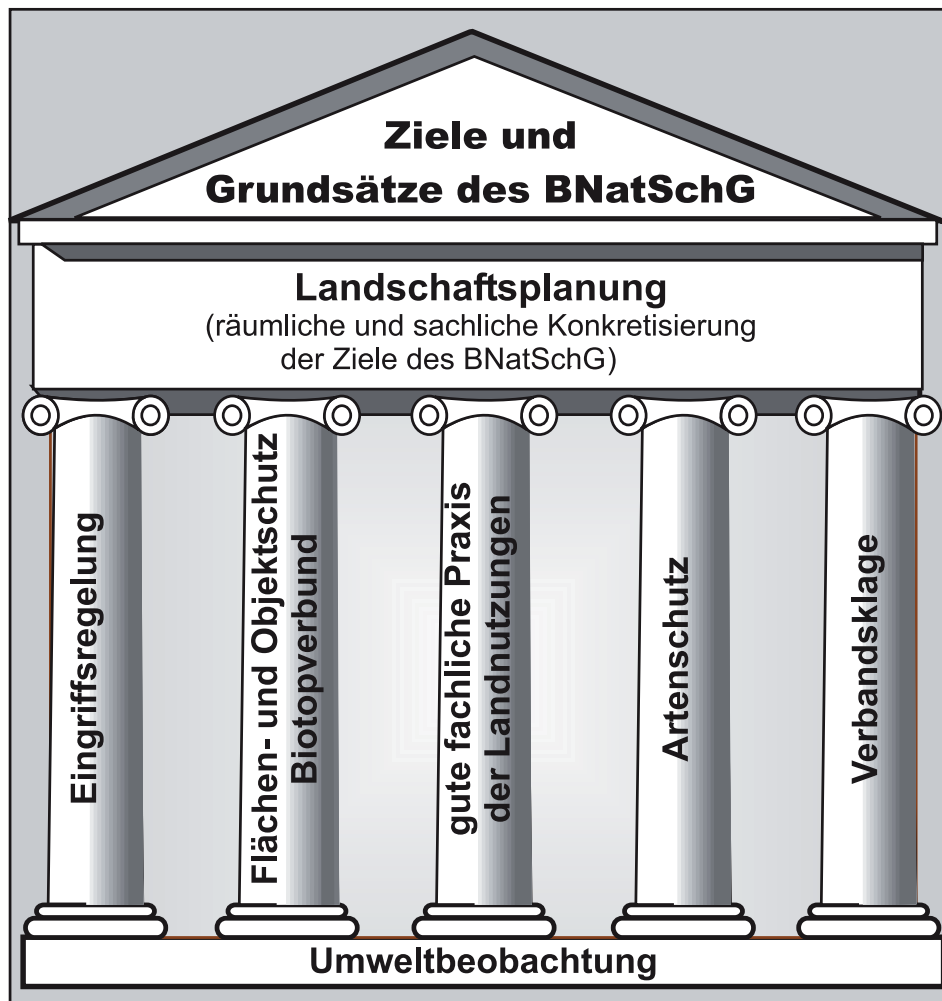 Ziele und
Grundsätze des BNatSchG
Landschaftsplanung
(räumliche und sachliche Konkretisierung
der Ziele des BNatSchG)
Eingriffsregelung
Flächen- und Objektschutz
Biotopverbund
gute fachliche Praxis
der Landnutzungen
Artenschutz
Verbandsklage
Umweltbeobachtung